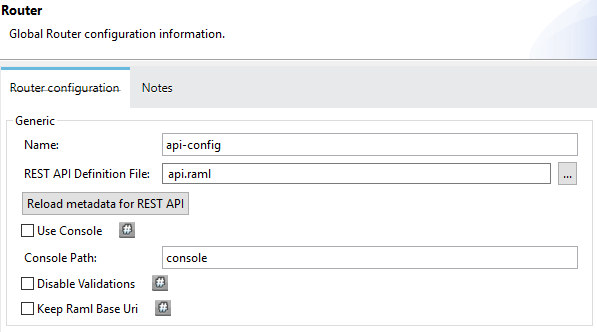 Router
Global Router configuration information.
Router configuration
Notes
Generic
Name:
api-config
REST API Definition File:
api.raml
...
Reload metadata for REST API
Use Console
#
Console Path:
console
Disable Validations
#
Keep Raml Base Uri
#